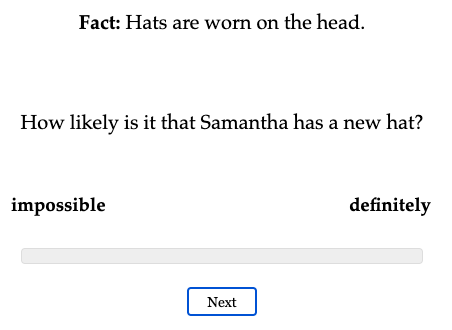 Fact: Hats are worn on the head.
How likely is it that Samantha has a new hat?
impossible definitely
Next